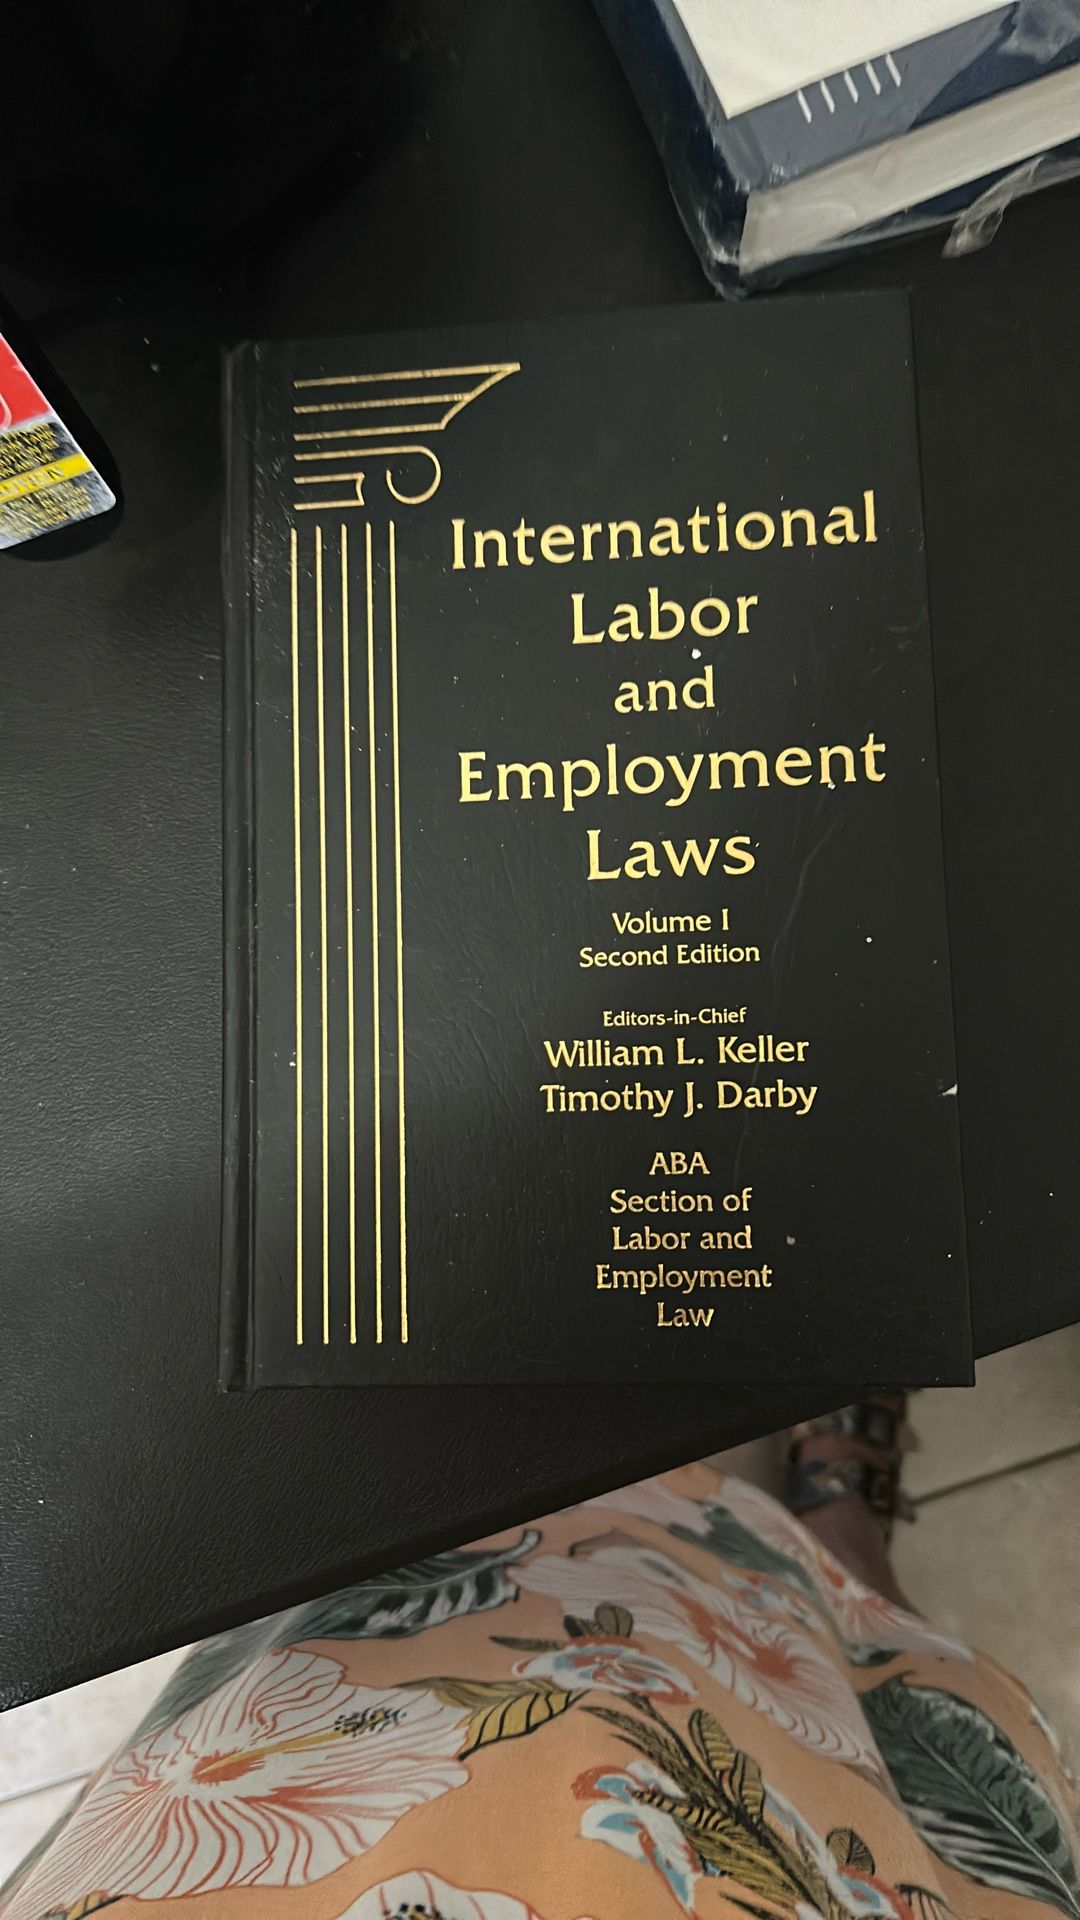 International
Labor
and
Employment
Laws
Volume I
Second Edition
Editors-in-Chief
William L. Keller
Timothy J. Darby
ABA
Section of
Labor and
Employment
Law